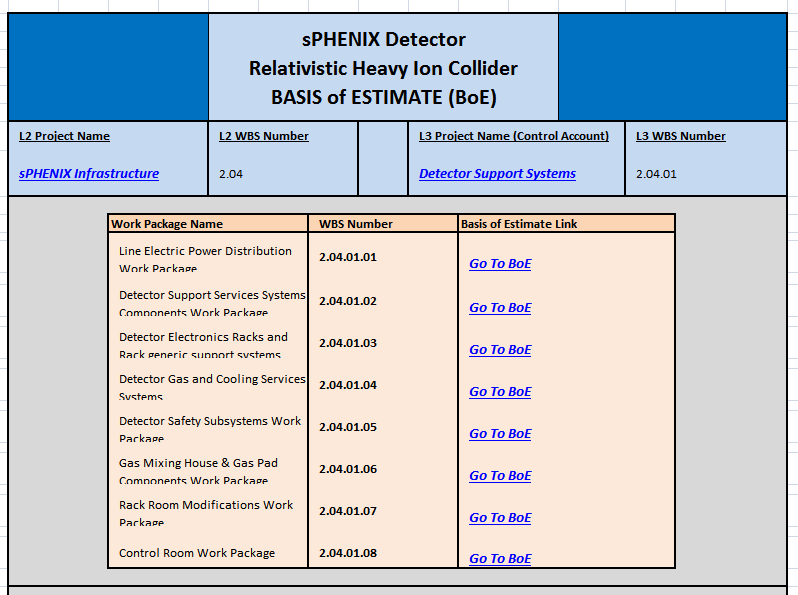 sPHENIX Detector
Relativistic Heavy Ion Collider
BASIS of ESTIMATE (BoE)
L2 Project Name L2 WBS Number L3 Project Name (Control Account) L3 WBS Number
sPHENIX Infrastructure 2.04 Detector Support Systems 2.04.01
Work Package Name WBS Number Basis of Estimate Link
Line Electric Power Distribution
Work Package
2.04.01.01
Go To BoE
Detector Support Services Systems
Components Work Package
2.04.01.02
Go To BoE
Detector Electronics Racks and
Rack generic support systems
2.04.01.03
Go To BoE
Detector Gas and Cooling Services
Systems
2.04.01.04
Go To BoE
Detector Safety Subsystems Work
Package
2.04.01.05
Go To BoE
Gas Mixing House & Gas Pad
Components Work Package
2.04.01.06
Go To BoE
Rack Room Modifications Work
Package
2.04.01.07
Go To BoE
Control Room Work Package
2.04.01.08
Go To BoE